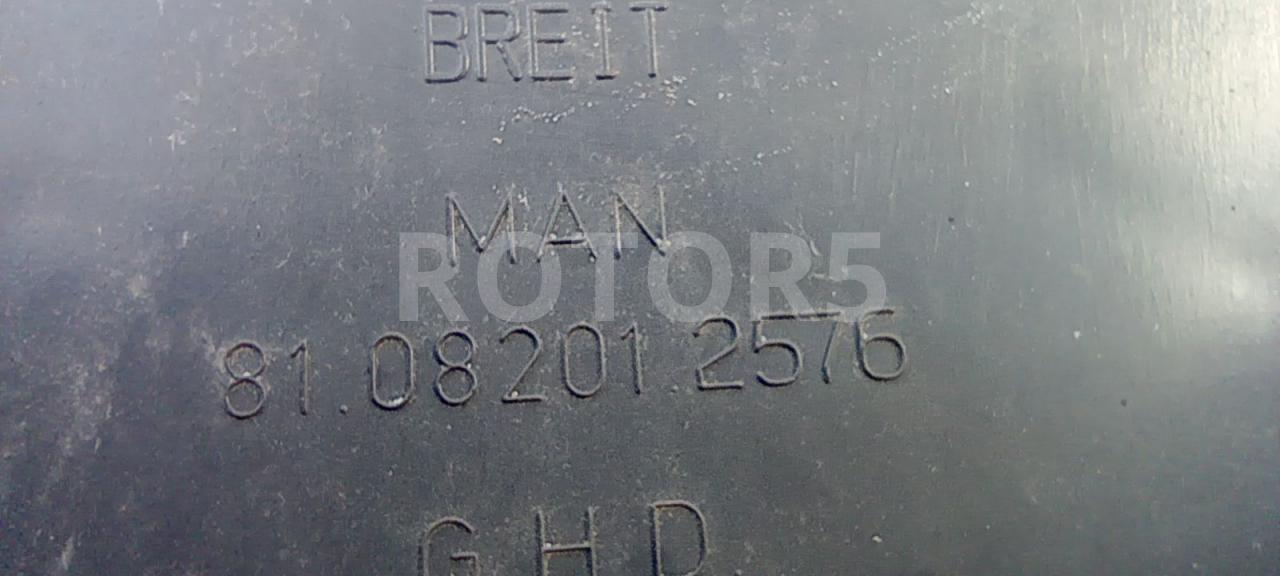 BREIT
MAN
ROTOR5
81.08201.2576
GHD